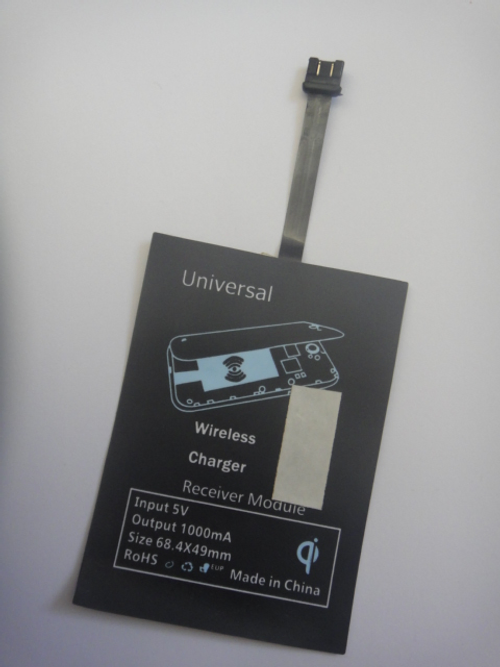 Universal
Wireless
Charger
Receiver Module
Input 5V
Output 1000mA
Size 68.4X49mm
RoHS
Made in China